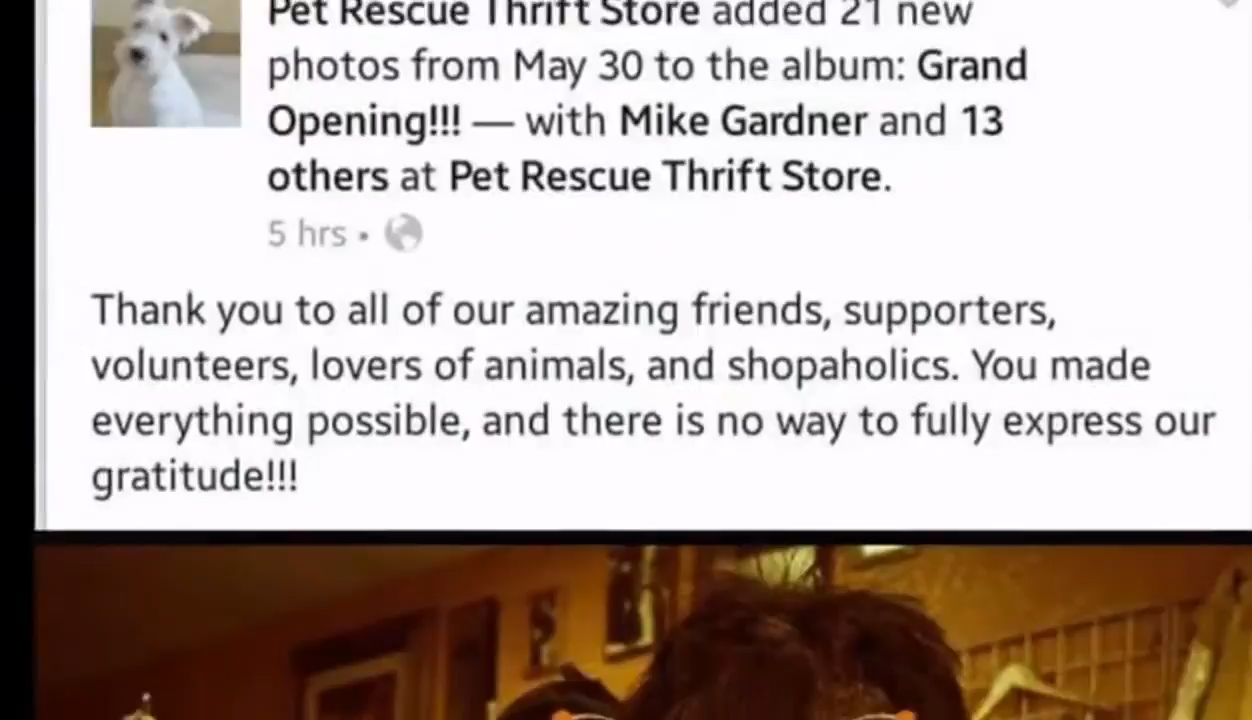 Pet Rescue Thrift Store added 21 new
photos from May 30 to the album: Grand
Opening!!! — with Mike Gardner and 13
others at Pet Rescue Thrift Store.
5 hrs •
Thank you to all of our amazing friends, supporters,
volunteers, lovers of animals, and shopaholics. You made
everything possible, and there is no way to fully express our
gratitude!!!